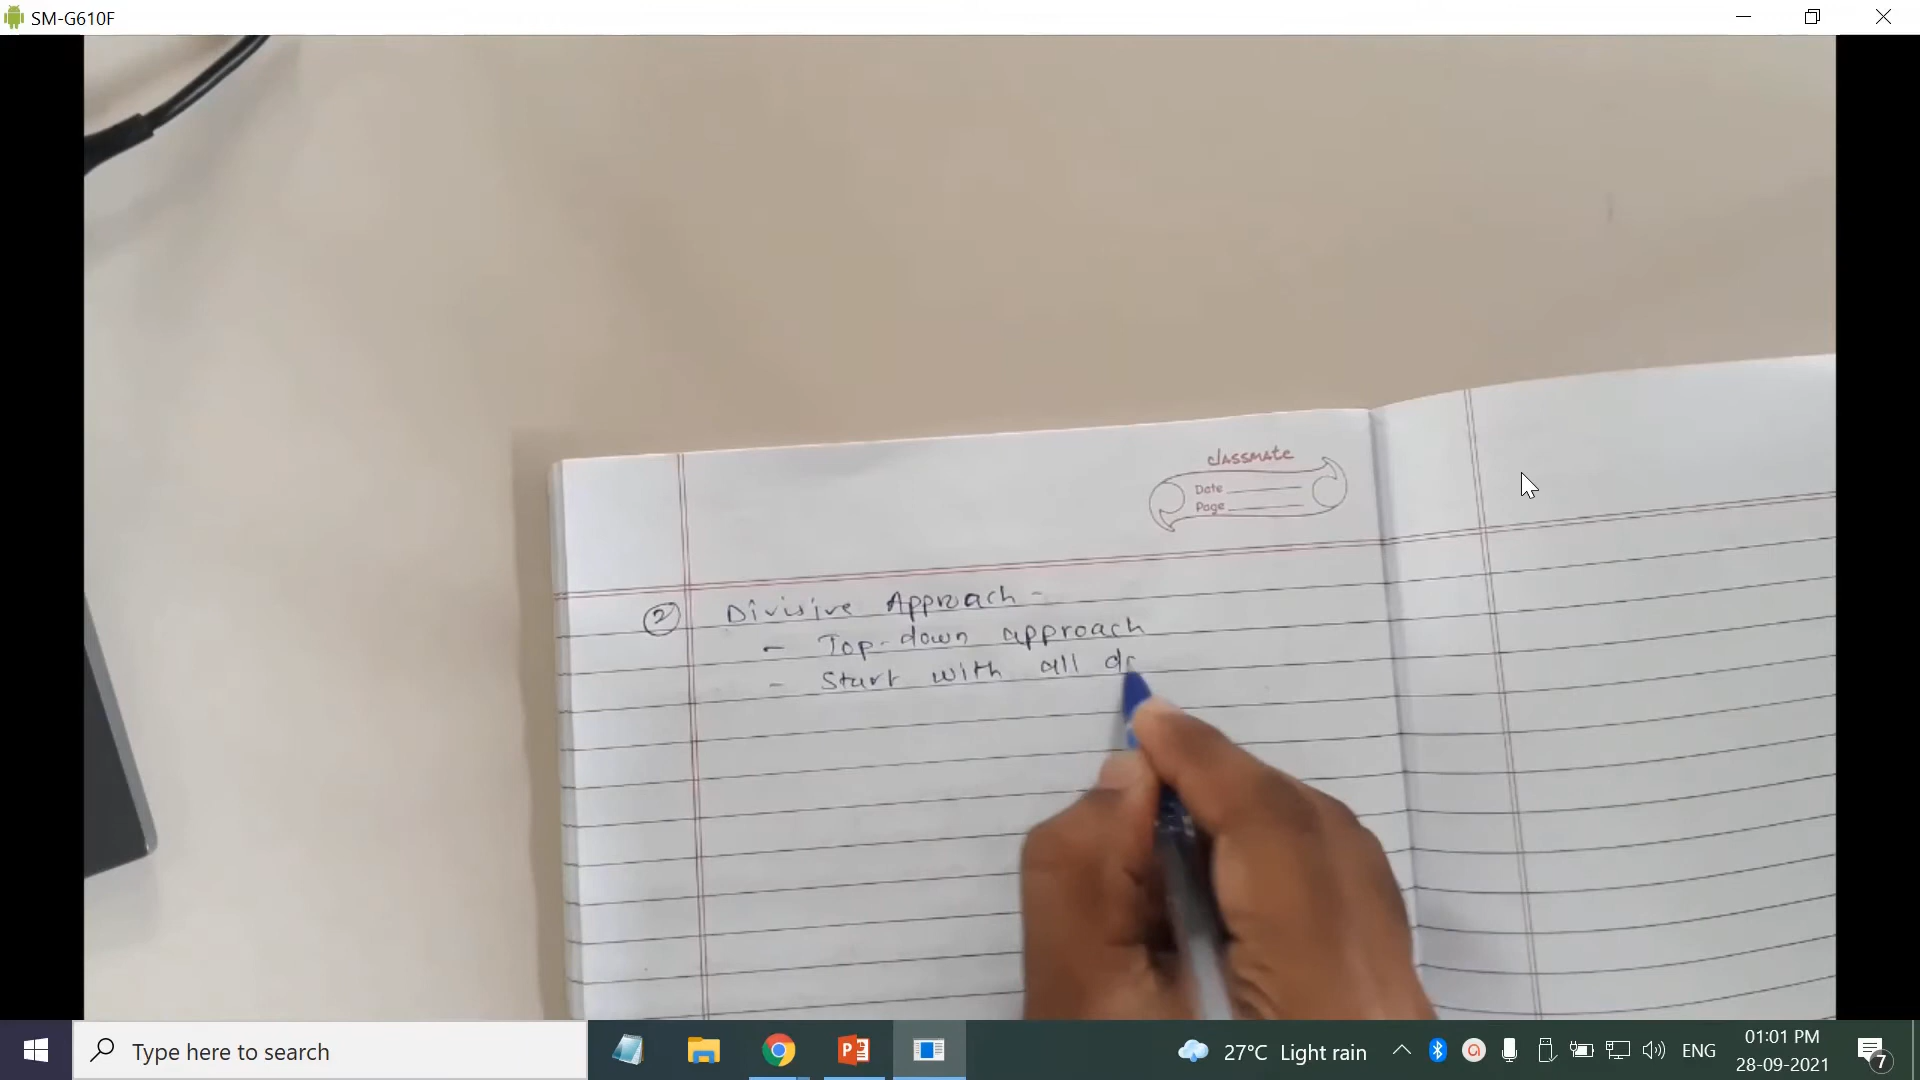 SM-G610F
classmate
Date
Page
② Divisive Approach -
- Top-down approach
- Start with all
Type here to search
27°C Light rain
ENG
01:01 PM
28-09-2021
7